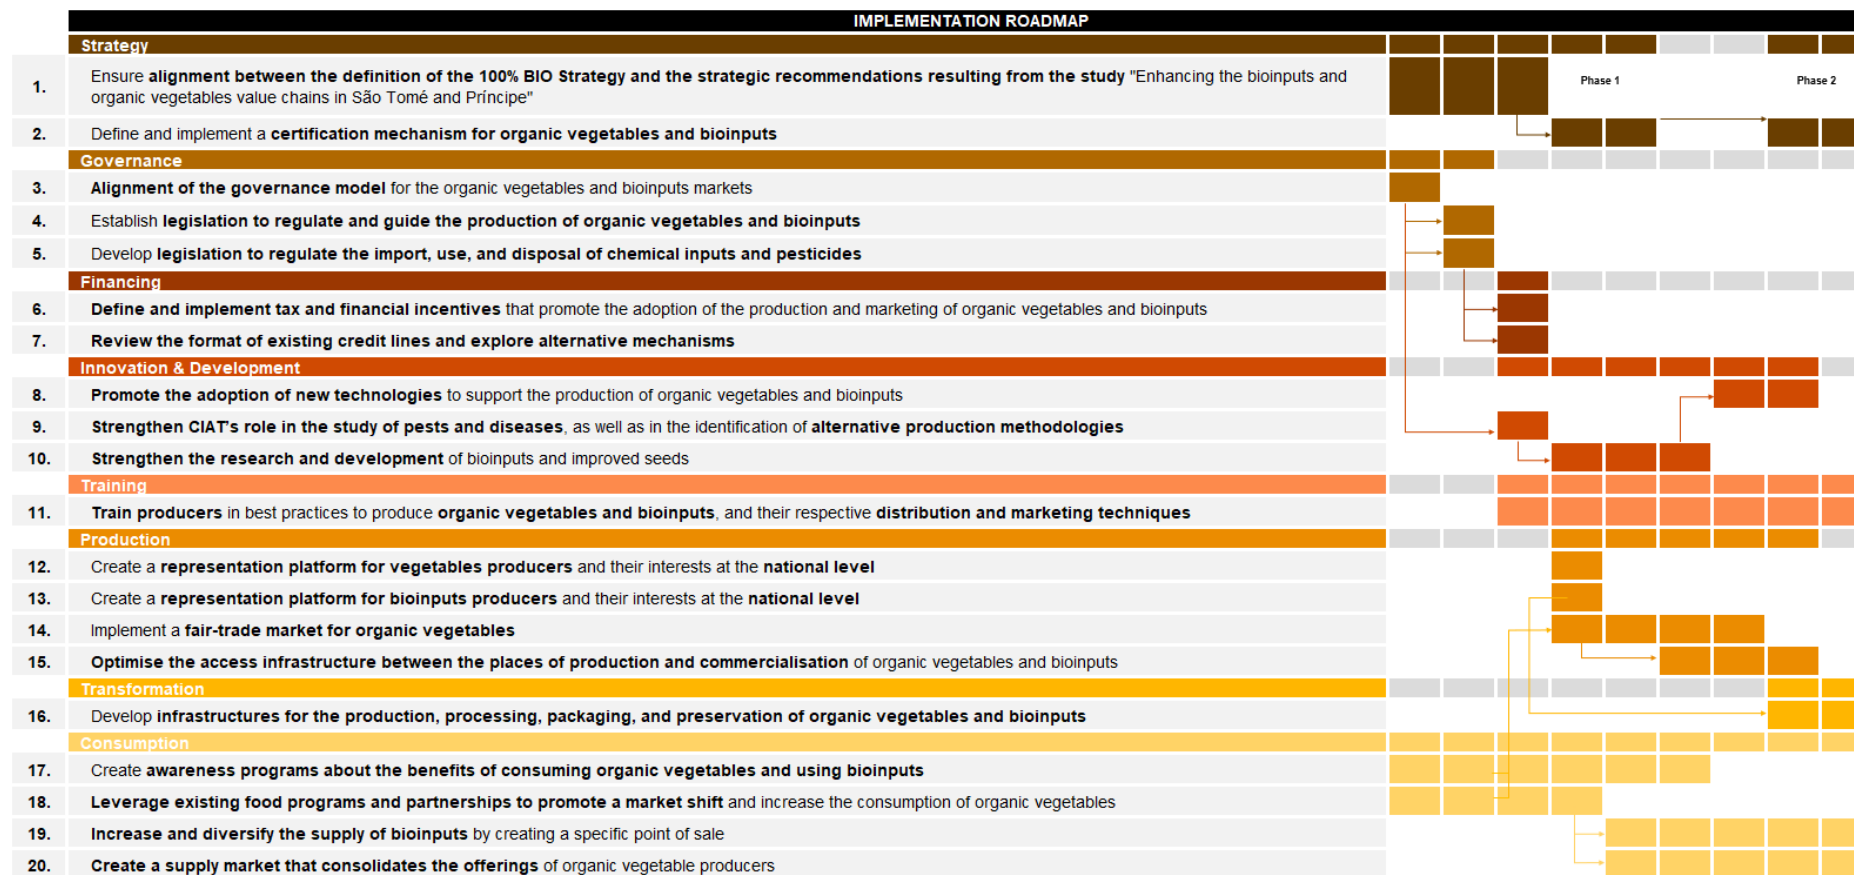 IMPLEMENTATION ROADMAP
Strategy
1. Ensure alignment between the definition of the 100% BIO Strategy and the strategic recommendations resulting from the study "Enhancing the bioinputs and
organic vegetables value chains in São Tomé and Príncipe"
Phase 1
Phase 2
2. Define and implement a certification mechanism for organic vegetables and bioinputs
Governance
3. Alignment of the governance model for the organic vegetables and bioinputs markets
4. Establish legislation to regulate and guide the production of organic vegetables and bioinputs
5. Develop legislation to regulate the import, use, and disposal of chemical inputs and pesticides
Financing
6. Define and implement tax and financial incentives that promote the adoption of the production and marketing of organic vegetables and bioinputs
7. Review the format of existing credit lines and explore alternative mechanisms
Innovation & Development
8. Promote the adoption of new technologies to support the production of organic vegetables and bioinputs
9. Strengthen CIAT's role in the study of pests and diseases, as well as in the identification of alternative production methodologies
10. Strengthen the research and development of bioinputs and improved seeds
Training
11. Train producers in best practices to produce organic vegetables and bioinputs, and their respective distribution and marketing techniques
Production
12. Create a representation platform for vegetables producers and their interests at the national level
13. Create a representation platform for bioinputs producers and their interests at the national level
14. Implement a fair-trade market for organic vegetables
15. Optimise the access infrastructure between the places of production and commercialisation of organic vegetables and bioinputs
Transformation
16. Develop infrastructures for the production, processing, packaging, and preservation of organic vegetables and bioinputs
Consumption
17. Create awareness programs about the benefits of consuming organic vegetables and using bioinputs
18. Leverage existing food programs and partnerships to promote a market shift and increase the consumption of organic vegetables
19. Increase and diversify the supply of bioinputs by creating a specific point of sale
20. Create a supply market that consolidates the offerings of organic vegetable producers